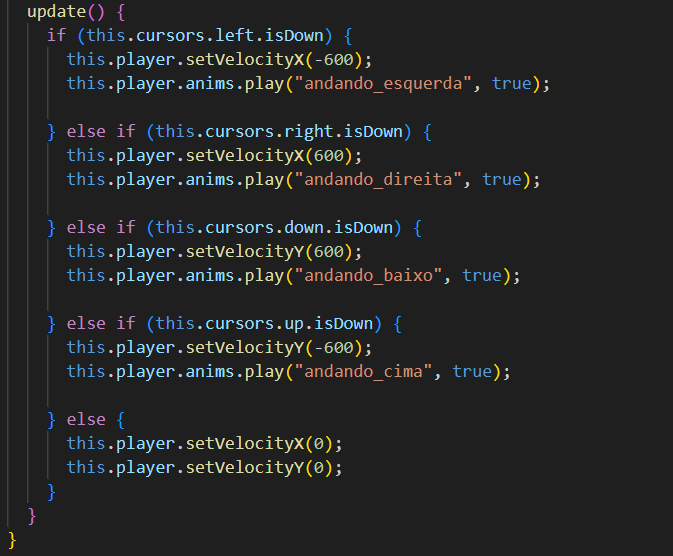 update() {
if (this.cursors.left.isDown) {
this.player.setVelocityX(-600);
this.player.anims.play("andando_esquerda", true);
} else if (this.cursors.right.isDown) {
this.player.setVelocityX(600);
this.player.anims.play("andando_direita", true);
} else if (this.cursors.down.isDown) {
this.player.setVelocityY(600);
this.player.anims.play("andando_baixo", true);
} else if (this.cursors.up.isDown) {
this.player.setVelocityY(-600);
this.player.anims.play("andando_cima", true);
} else {
this.player.setVelocityX(0);
this.player.setVelocityY(0);
}
}
}